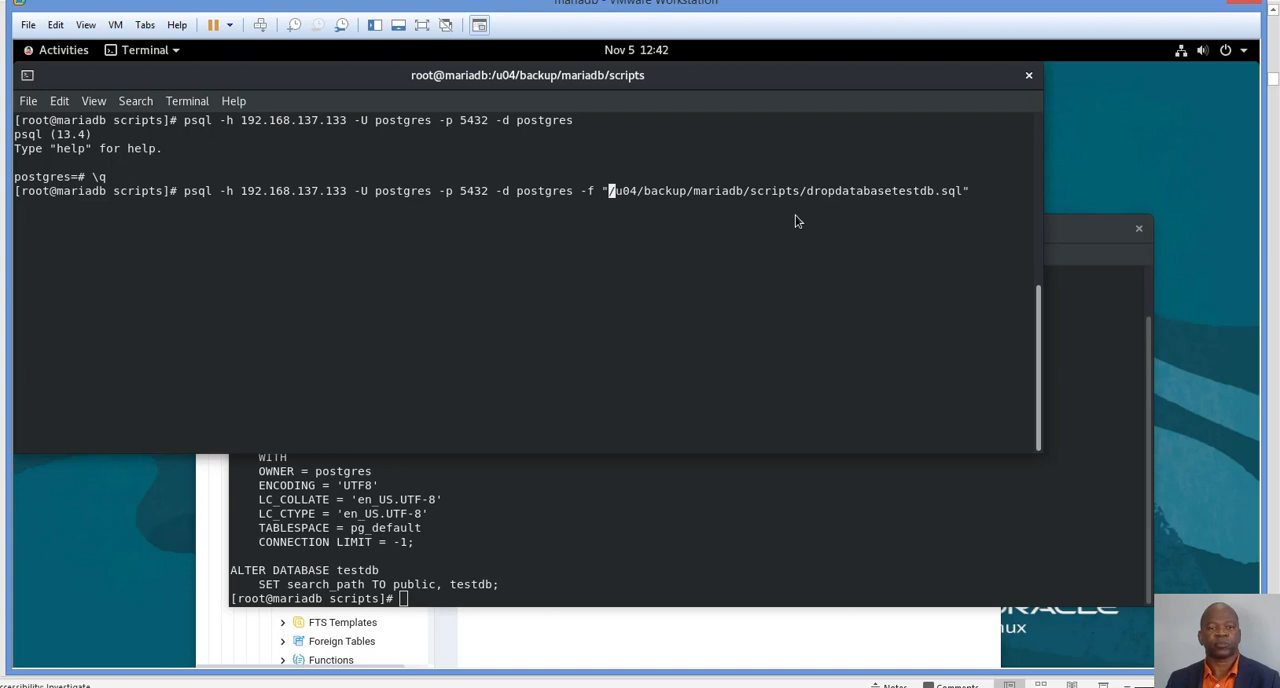 mariadb - VMware Workstation
File Edit View VM Tabs Help
Activities Terminal Nov 5 12:42
root@mariadb:/u04/backup/mariadb/scripts
File Edit View Search Terminal Help
[root@mariadb scripts]# psql -h 192.168.137.133 -U postgres -p 5432 -d postgres
psql (13.4)
Type "help" for help.
postgres=# \q
[root@mariadb scripts]# psql -h 192.168.137.133 -U postgres -p 5432 -d postgres -f "/u04/backup/mariadb/scripts/dropdatabasetestdb.sql"
WITH
OWNER = postgres
ENCODING = 'UTF8'
LC_COLLATE = 'en_US.UTF-8'
LC_CTYPE = 'en_US.UTF-8'
TABLESPACE = pg_default
CONNECTION LIMIT = -1;
ALTER DATABASE testdb
SET search_path TO public, testdb;
[root@mariadb scripts]#
FTS Templates
Foreign Tables
Functions
ORACLE
Accessibility: Investigate Notes Comments